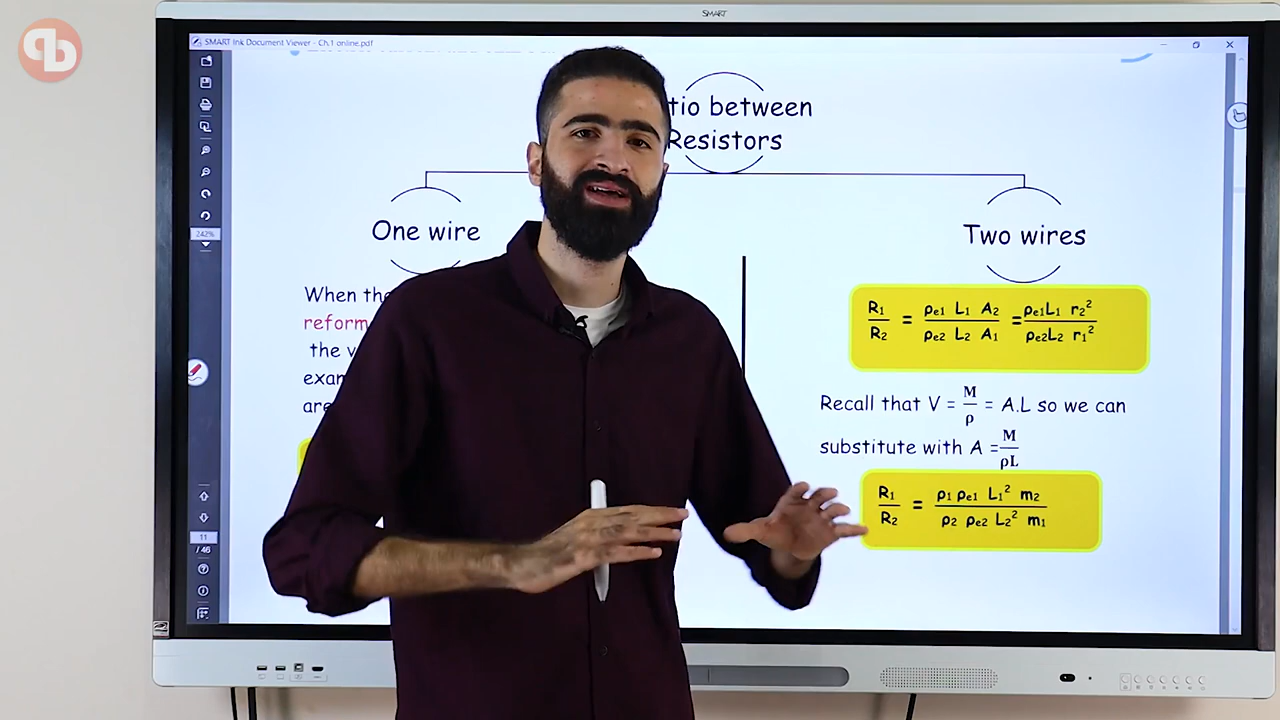 SMART
pb
SMART Ink Document Viewer - Ch.1 online.pdf
tio between
Resistors
One wire
Two wires
When the
reform
the v
exam
are
242%
R₁/R₂ = ρe1 L₁ A₂ / ρe2 L₂ A₁ = ρe1L₁ r₂² / ρe2L₂ r₁²
Recall that V = M/ρ = A.L so we can
substitute with A = M/ρL
R₁/R₂ = ρ₁ ρe1 L₁² m₂ / ρ₂ ρe2 L₂² m₁
11
/ 46